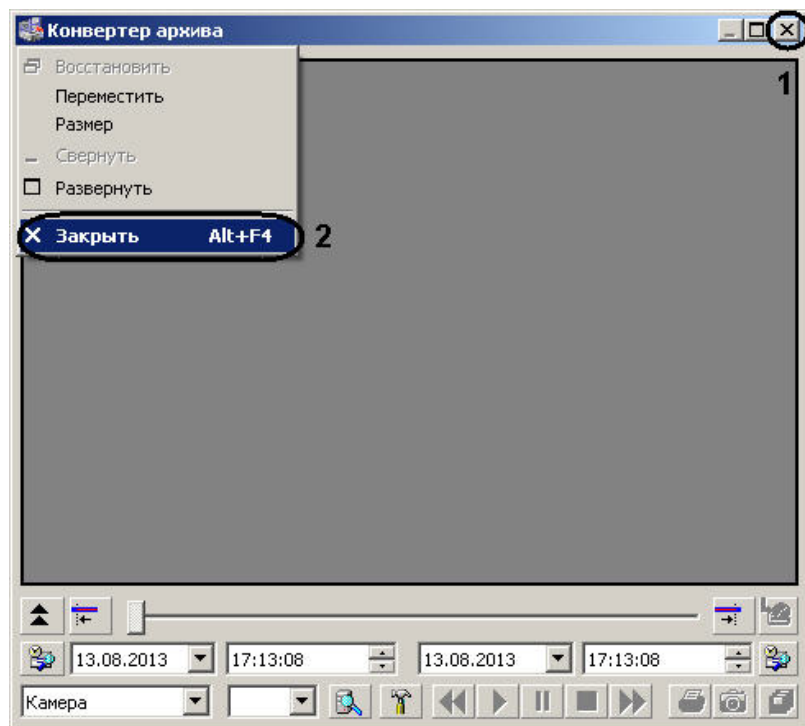 Конвертер архива
1
Восстановить
Переместить
Размер
Свернуть
Развернуть
Закрыть Alt+F4 2
13.08.2013 17:13:08 13.08.2013 17:13:08
Камера